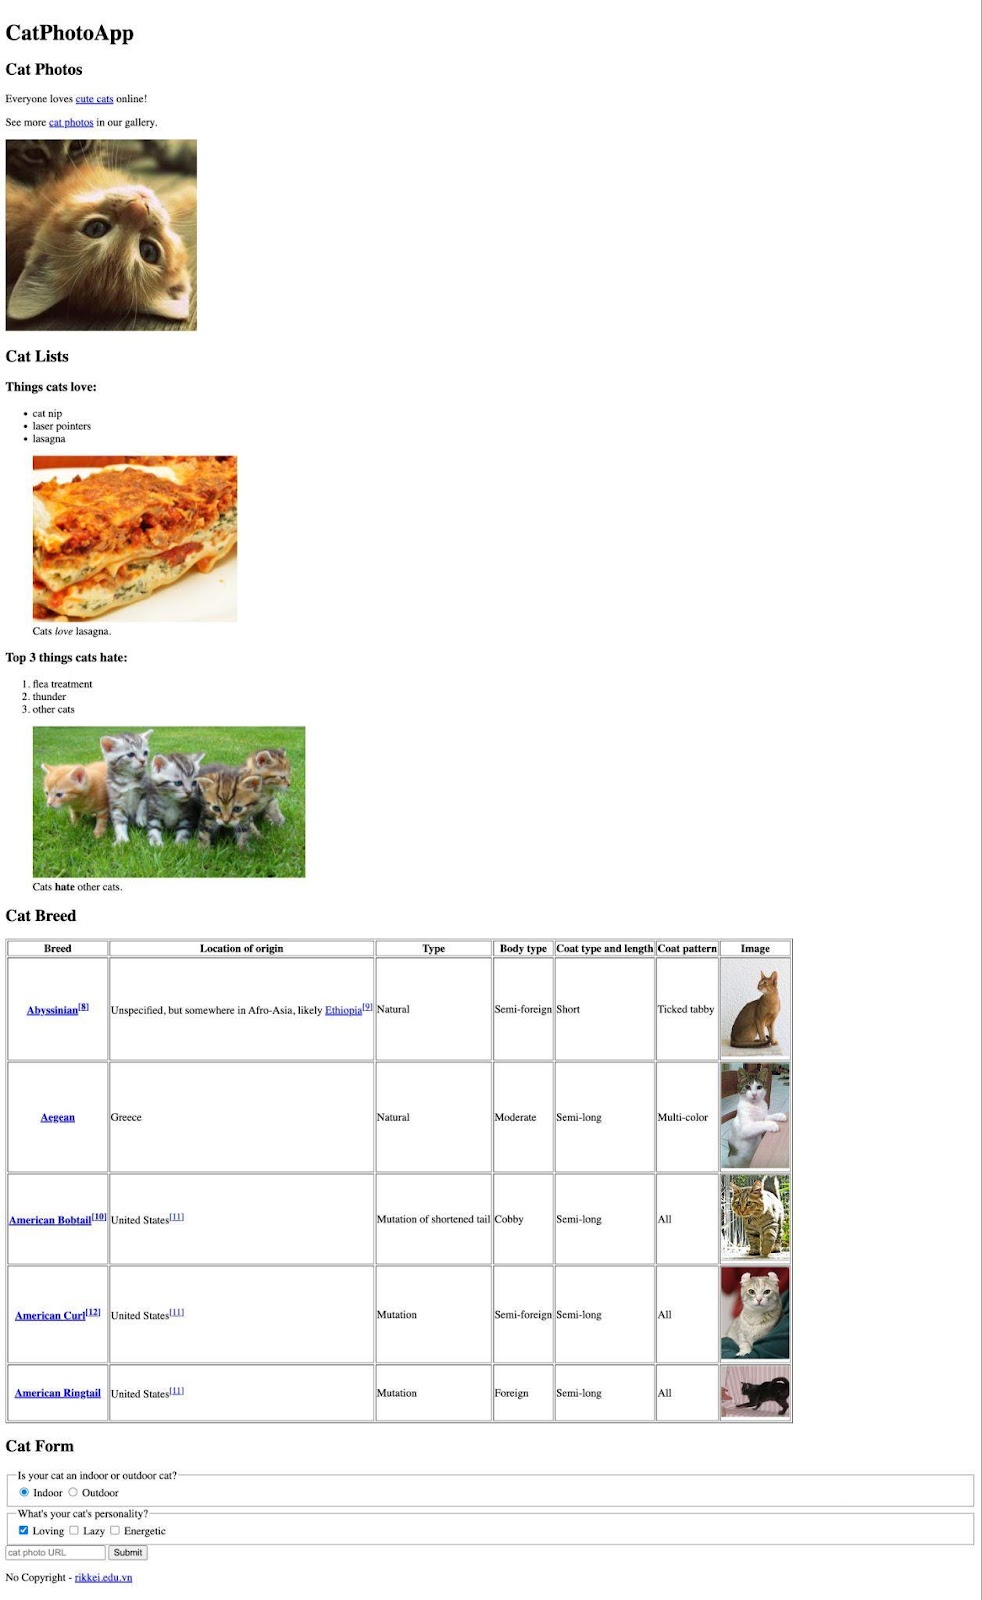 CatPhotoApp
Cat Photos
Everyone loves cute cats online!
See more cat photos in our gallery.
Cat Lists
Things cats love:
• cat nip
• laser pointers
• lasagna
Cats love lasagna.
Top 3 things cats hate:
1. flea treatment
2. thunder
3. other cats
Cats hate other cats.
Cat Breed
Breed Location of origin Type Body type Coat type and length Coat pattern Image
Abyssinian[8] Unspecified, but somewhere in Afro-Asia, likely Ethiopia[9] Natural Semi-foreign Short Ticked tabby
Aegean Greece Natural Moderate Semi-long Multi-color
American Bobtail[10] United States[11] Mutation of shortened tail Cobby Semi-long All
American Curl[12] United States[11] Mutation Semi-foreign Semi-long All
American Ringtail United States[11] Mutation Foreign Semi-long All
Cat Form
Is your cat an indoor or outdoor cat?
Indoor Outdoor
What's your cat's personality?
Loving Lazy Energetic
cat photo URL Submit
No Copyright - rikkei.edu.vn